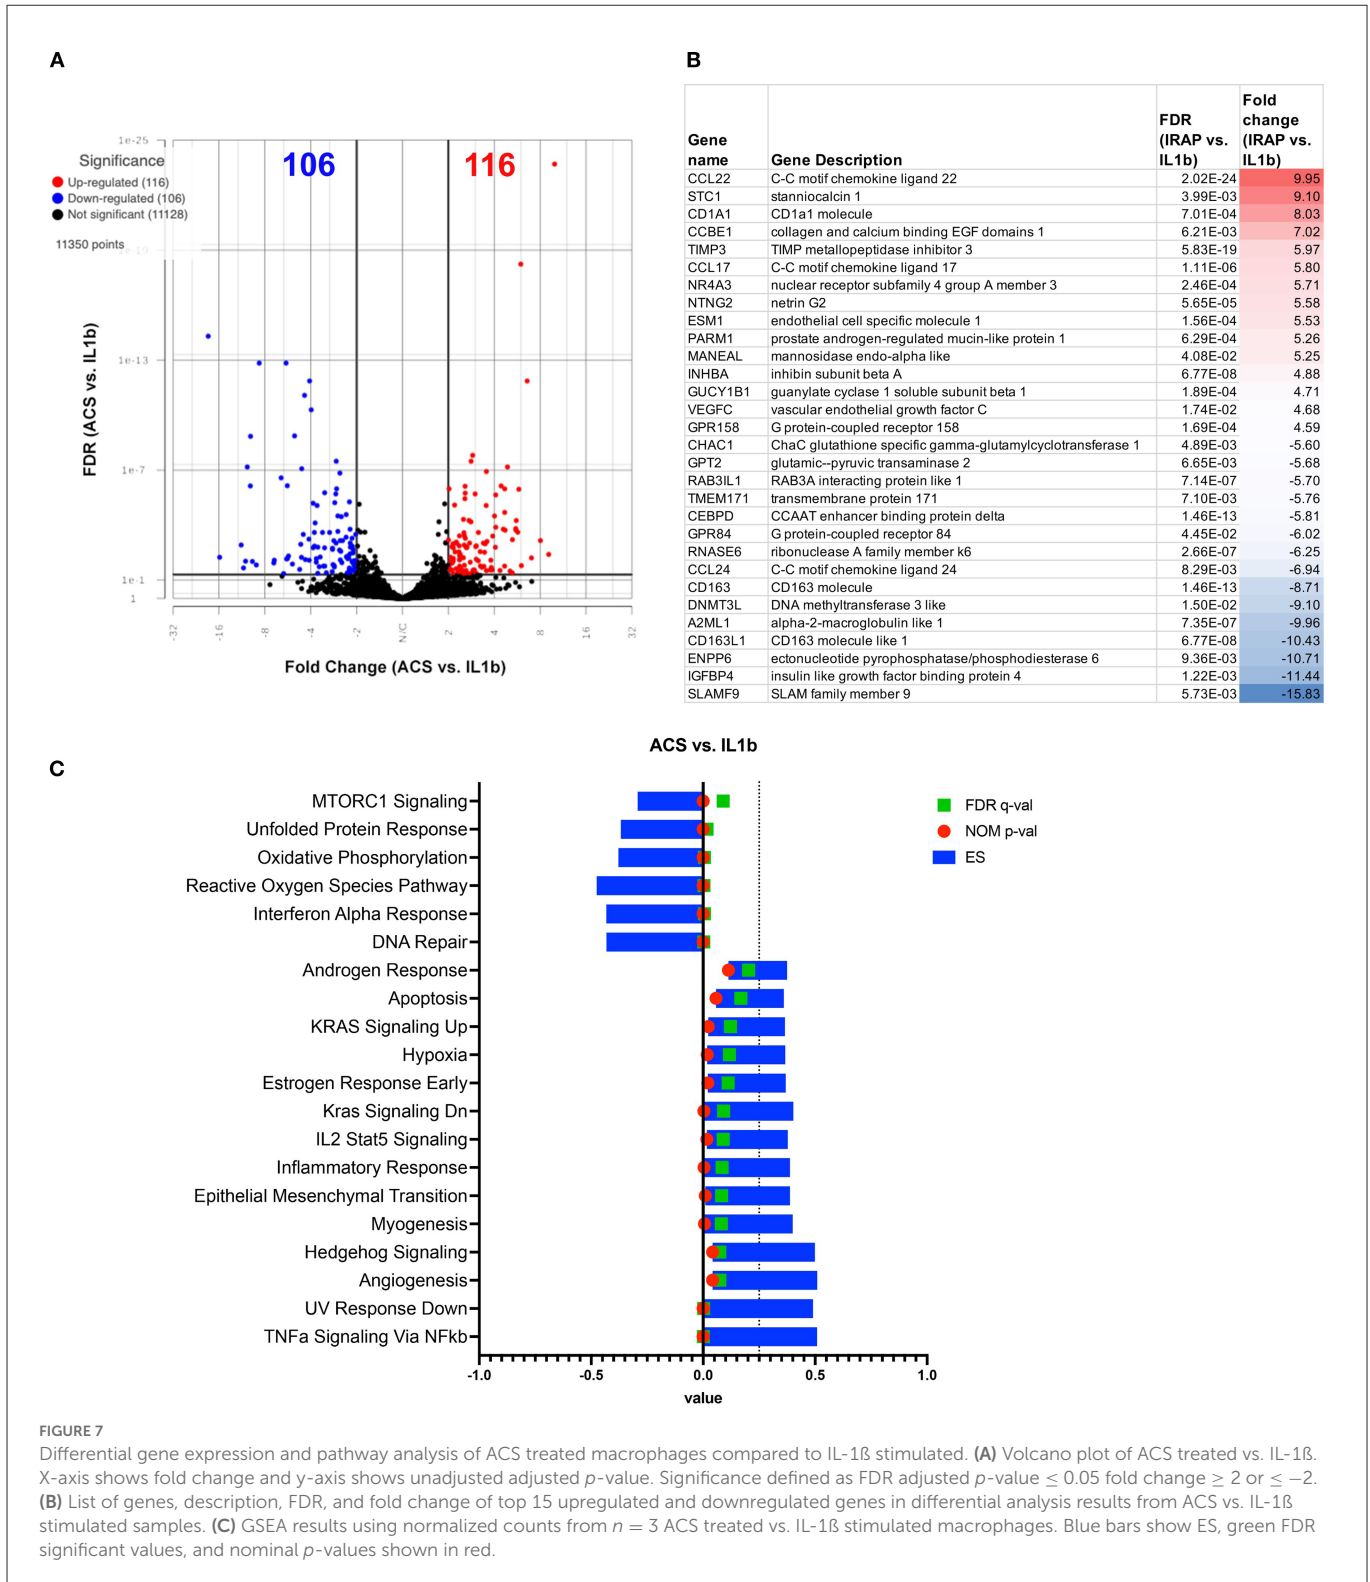 A
1e-25
Significance
Up-regulated (116)
Down-regulated (106)
Not significant (11128)
11350 points
106
116
1e-13
1e-7
1e-1
1
FDR (ACS vs. IL1b)
-32
-16
-8
-4
-2
N/C
2
4
8
16
32
Fold Change (ACS vs. IL1b)
B
Gene name Gene Description FDR (IRAP vs. IL1b) Fold change (IRAP vs. IL1b)
CCL22 C-C motif chemokine ligand 22 2.02E-24 9.95
STC1 stanniocalcin 1 3.99E-03 9.10
CD1A1 CD1a1 molecule 7.01E-04 8.03
CCBE1 collagen and calcium binding EGF domains 1 6.21E-03 7.02
TIMP3 TIMP metallopeptidase inhibitor 3 5.83E-19 5.97
CCL17 C-C motif chemokine ligand 17 1.11E-06 5.80
NR4A3 nuclear receptor subfamily 4 group A member 3 2.46E-04 5.71
NTNG2 netrin G2 5.65E-05 5.58
ESM1 endothelial cell specific molecule 1 1.56E-04 5.53
PARM1 prostate androgen-regulated mucin-like protein 1 6.29E-04 5.26
MANEAL mannosidase endo-alpha like 4.08E-02 5.25
INHBA inhibin subunit beta A 6.77E-08 4.88
GUCY1B1 guanylate cyclase 1 soluble subunit beta 1 1.89E-04 4.71
VEGFC vascular endothelial growth factor C 1.74E-02 4.68
GPR158 G protein-coupled receptor 158 1.69E-04 4.59
CHAC1 ChaC glutathione specific gamma-glutamylcyclotransferase 1 4.89E-03 -5.60
GPT2 glutamic--pyruvic transaminase 2 6.65E-03 -5.68
RAB3IL1 RAB3A interacting protein like 1 7.14E-07 -5.70
TMEM171 transmembrane protein 171 7.10E-03 -5.76
CEBPD CCAAT enhancer binding protein delta 1.46E-13 -5.81
GPR84 G protein-coupled receptor 84 4.45E-02 -6.02
RNASE6 ribonuclease A family member k6 2.66E-07 -6.25
CCL24 C-C motif chemokine ligand 24 8.29E-03 -6.94
CD163 CD163 molecule 1.46E-13 -8.71
DNMT3L DNA methyltransferase 3 like 1.50E-02 -9.10
A2ML1 alpha-2-macroglobulin like 1 7.35E-07 -9.96
CD163L1 CD163 molecule like 1 6.77E-08 -10.43
ENPP6 ectonucleotide pyrophosphatase/phosphodiesterase 6 9.36E-03 -10.71
IGFBP4 insulin like growth factor binding protein 4 1.22E-03 -11.44
SLAMF9 SLAM family member 9 5.73E-03 -15.83
C
ACS vs. IL1b
MTORC1 Signaling
Unfolded Protein Response
Oxidative Phosphorylation
Reactive Oxygen Species Pathway
Interferon Alpha Response
DNA Repair
Androgen Response
Apoptosis
KRAS Signaling Up
Hypoxia
Estrogen Response Early
Kras Signaling Dn
IL2 Stat5 Signaling
Inflammatory Response
Epithelial Mesenchymal Transition
Myogenesis
Hedgehog Signaling
Angiogenesis
UV Response Down
TNFa Signaling Via NFkb
FDR q-val
NOM p-val
ES
-1.0 -0.5 0.0 0.5 1.0
value
FIGURE 7
Differential gene expression and pathway analysis of ACS treated macrophages compared to IL-1ß stimulated. (A) Volcano plot of ACS treated vs. IL-1ß.
X-axis shows fold change and y-axis shows unadjusted adjusted p-value. Significance defined as FDR adjusted p-value ≤ 0.05 fold change ≥ 2 or ≤ −2.
(B) List of genes, description, FDR, and fold change of top 15 upregulated and downregulated genes in differential analysis results from ACS vs. IL-1ß
stimulated samples. (C) GSEA results using normalized counts from n = 3 ACS treated vs. IL-1ß stimulated macrophages. Blue bars show ES, green FDR
significant values, and nominal p-values shown in red.